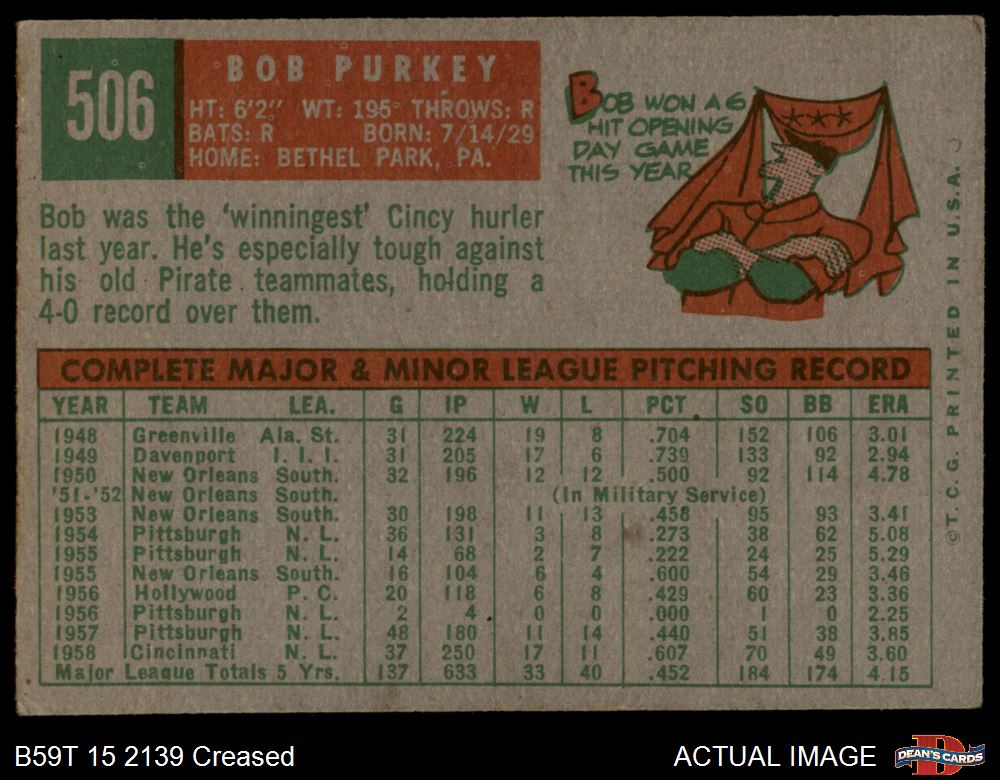 506
BOB PURKEY
HT: 6'2" WT: 195 THROWS: R
BATS: R BORN: 7/14/29
HOME: BETHEL PARK, PA.
BOB WON A 6
HIT OPENING
DAY GAME
THIS YEAR
Bob was the 'winningest' Cincy hurler
last year. He's especially tough against
his old Pirate teammates, holding a
4-0 record over them.
COMPLETE MAJOR & MINOR LEAGUE PITCHING RECORD
YEAR TEAM LEA. G IP W L PCT SO BB ERA
1948 Greenville Ala. St. 31 224 19 8 .704 152 106 3.01
1949 Davenport I. I. I. 31 205 17 6 .739 133 92 2.94
1950 New Orleans South. 32 196 12 12 .500 92 114 4.78
'51-'52 New Orleans South. (In Military Service)
1953 New Orleans South. 30 198 11 13 .458 95 93 3.41
1954 Pittsburgh N. L. 36 131 3 8 .273 38 62 5.08
1955 Pittsburgh N. L. 14 68 2 7 .222 24 25 5.29
1955 New Orleans South. 16 104 6 4 .600 54 29 3.46
1956 Hollywood P. C. 20 118 6 8 .429 60 23 3.36
1956 Pittsburgh N. L. 2 4 0 0 .000 1 0 2.25
1957 Pittsburgh N. L. 48 180 11 14 .440 51 38 3.85
1958 Cincinnati N. L. 37 250 17 11 .607 70 49 3.60
Major League Totals 5 Yrs. 137 633 33 40 .452 184 174 4.15
©T. C. G. PRINTED IN U. S. A.
B59T 15 2139 Creased
ACTUAL IMAGE
DEAN'S CARDS